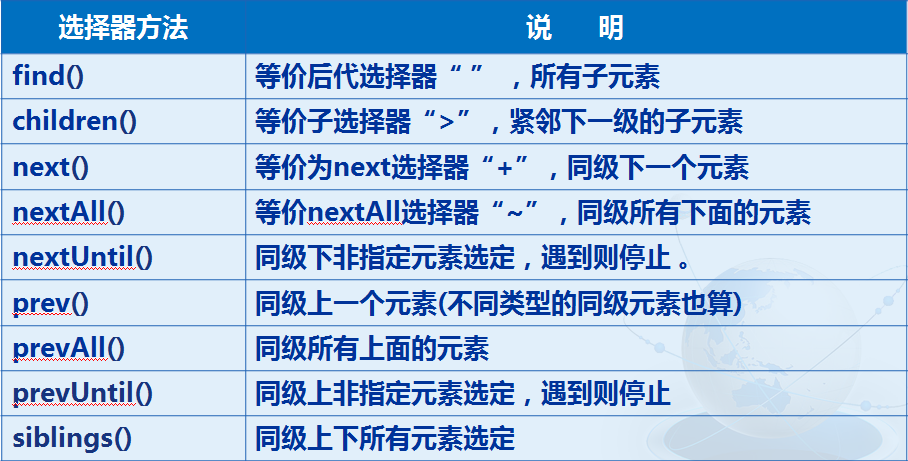 选择器方法 说 明
find() 等价后代选择器“ ”，所有子元素
children() 等价子选择器“>”，紧邻下一级的子元素
next() 等价为next选择器“+”，同级下一个元素
nextAll() 等价nextAll选择器“~”，同级所有下面的元素
nextUntil() 同级下非指定元素选定，遇到则停止 。
prev() 同级上一个元素(不同类型的同级元素也算)
prevAll() 同级所有上面的元素
prevUntil() 同级上非指定元素选定，遇到则停止
siblings() 同级上下所有元素选定